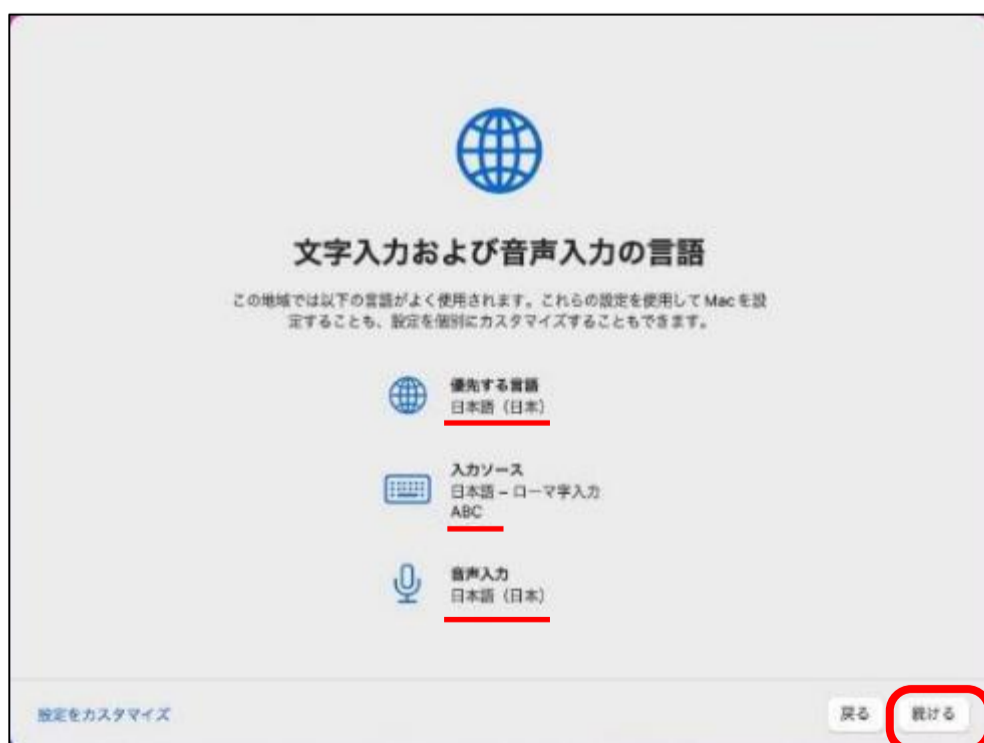 文字入力および音声入力の言語
この地域では以下の言語がよく使用されます。これらの設定を使用して Mac を設
定することも、設定を個別にカスタマイズすることもできます。
優先する言語
日本語（日本）
入力ソース
日本語 – ローマ字入力
ABC
音声入力
日本語（日本）
設定をカスタマイズ
戻る
続ける